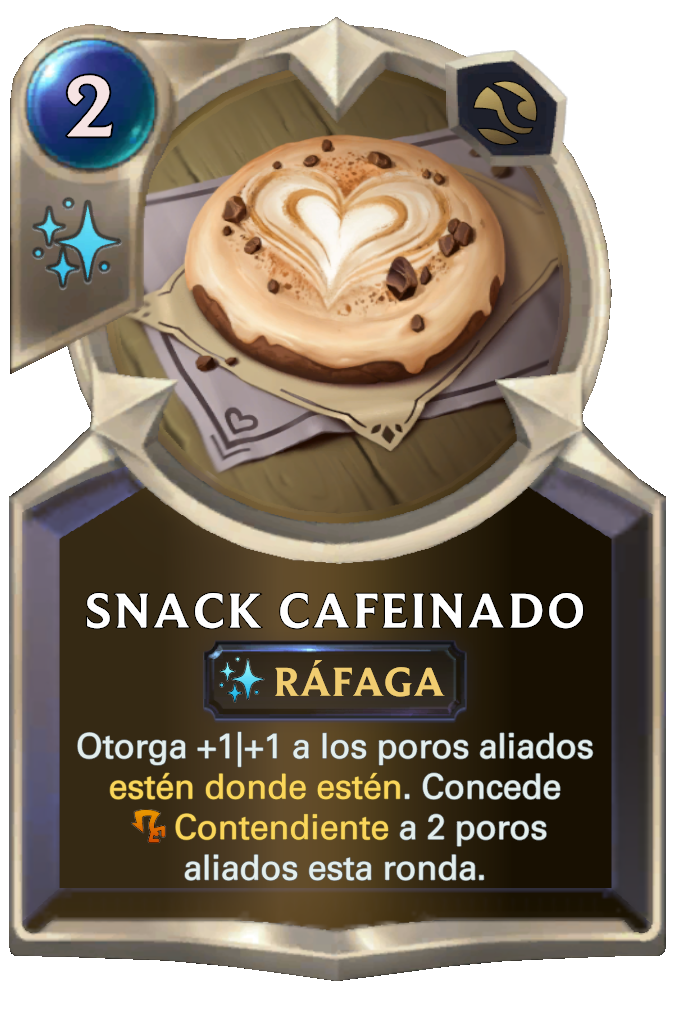 2
SNACK CAFEINADO
RÁFAGA
Otorga +1|+1 a los poros aliados
estén donde estén. Concede
Contendiente a 2 poros
aliados esta ronda.